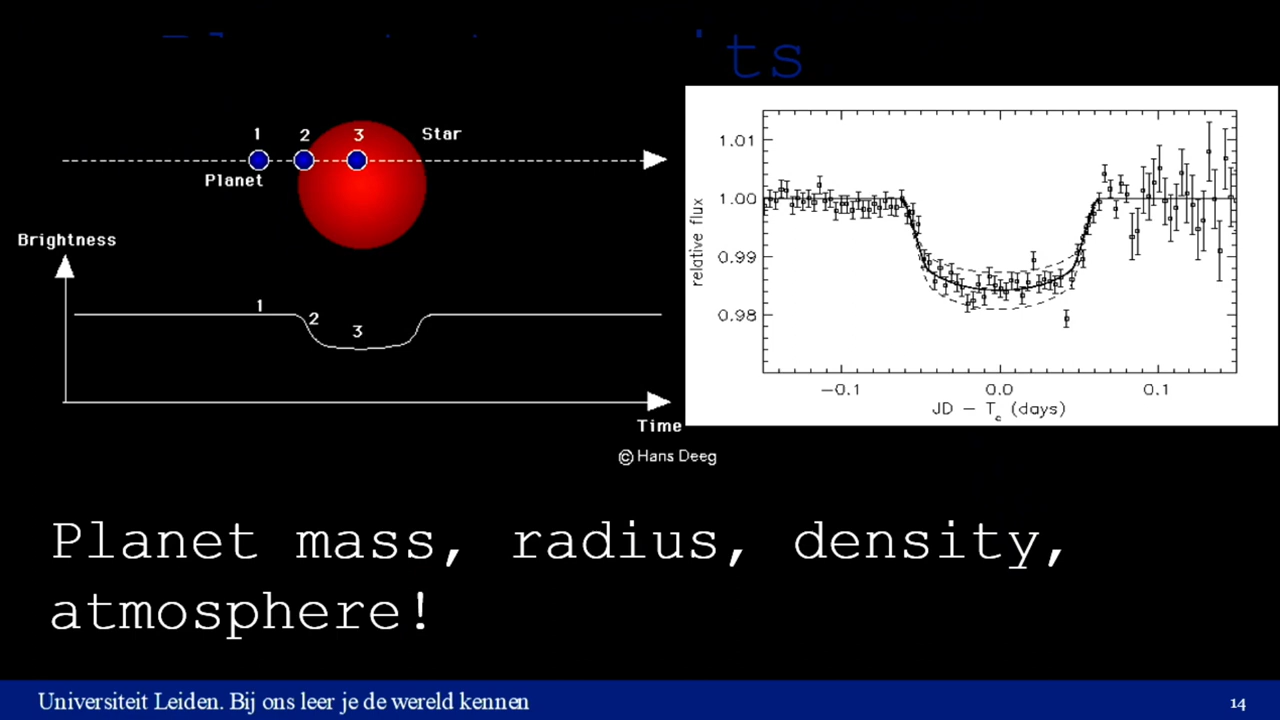 its
1 2 3 Star
Planet
Brightness
1
2
3
Time
© Hans Deeg
1.01
1.00
0.99
0.98
relative flux
−0.1 0.0 0.1
JD − Tc (days)
Planet mass, radius, density,
atmosphere!
Universiteit Leiden. Bij ons leer je de wereld kennen
14